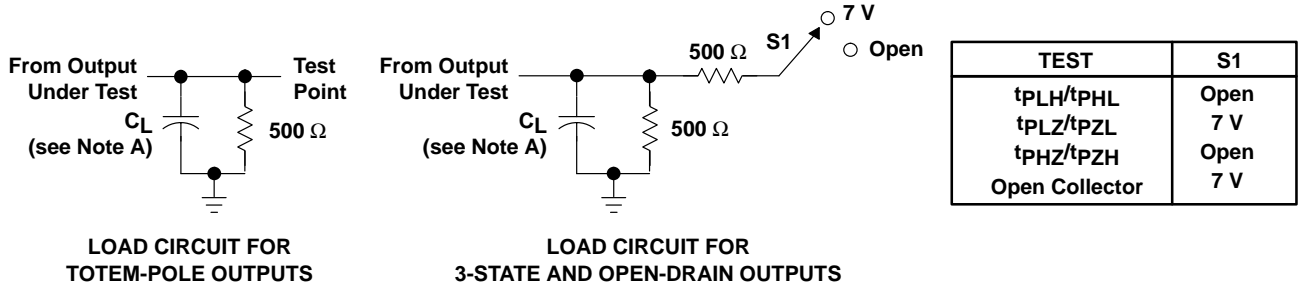 From Output
Under Test
Test
Point
CL
(see Note A)
500 Ω
LOAD CIRCUIT FOR
TOTEM-POLE OUTPUTS
7 V
Open
S1
500 Ω
From Output
Under Test
CL
(see Note A)
500 Ω
LOAD CIRCUIT FOR
3-STATE AND OPEN-DRAIN OUTPUTS
TEST S1
tPLH/tPHL Open
tPLZ/tPZL 7 V
tPHZ/tPZH Open
Open Collector 7 V